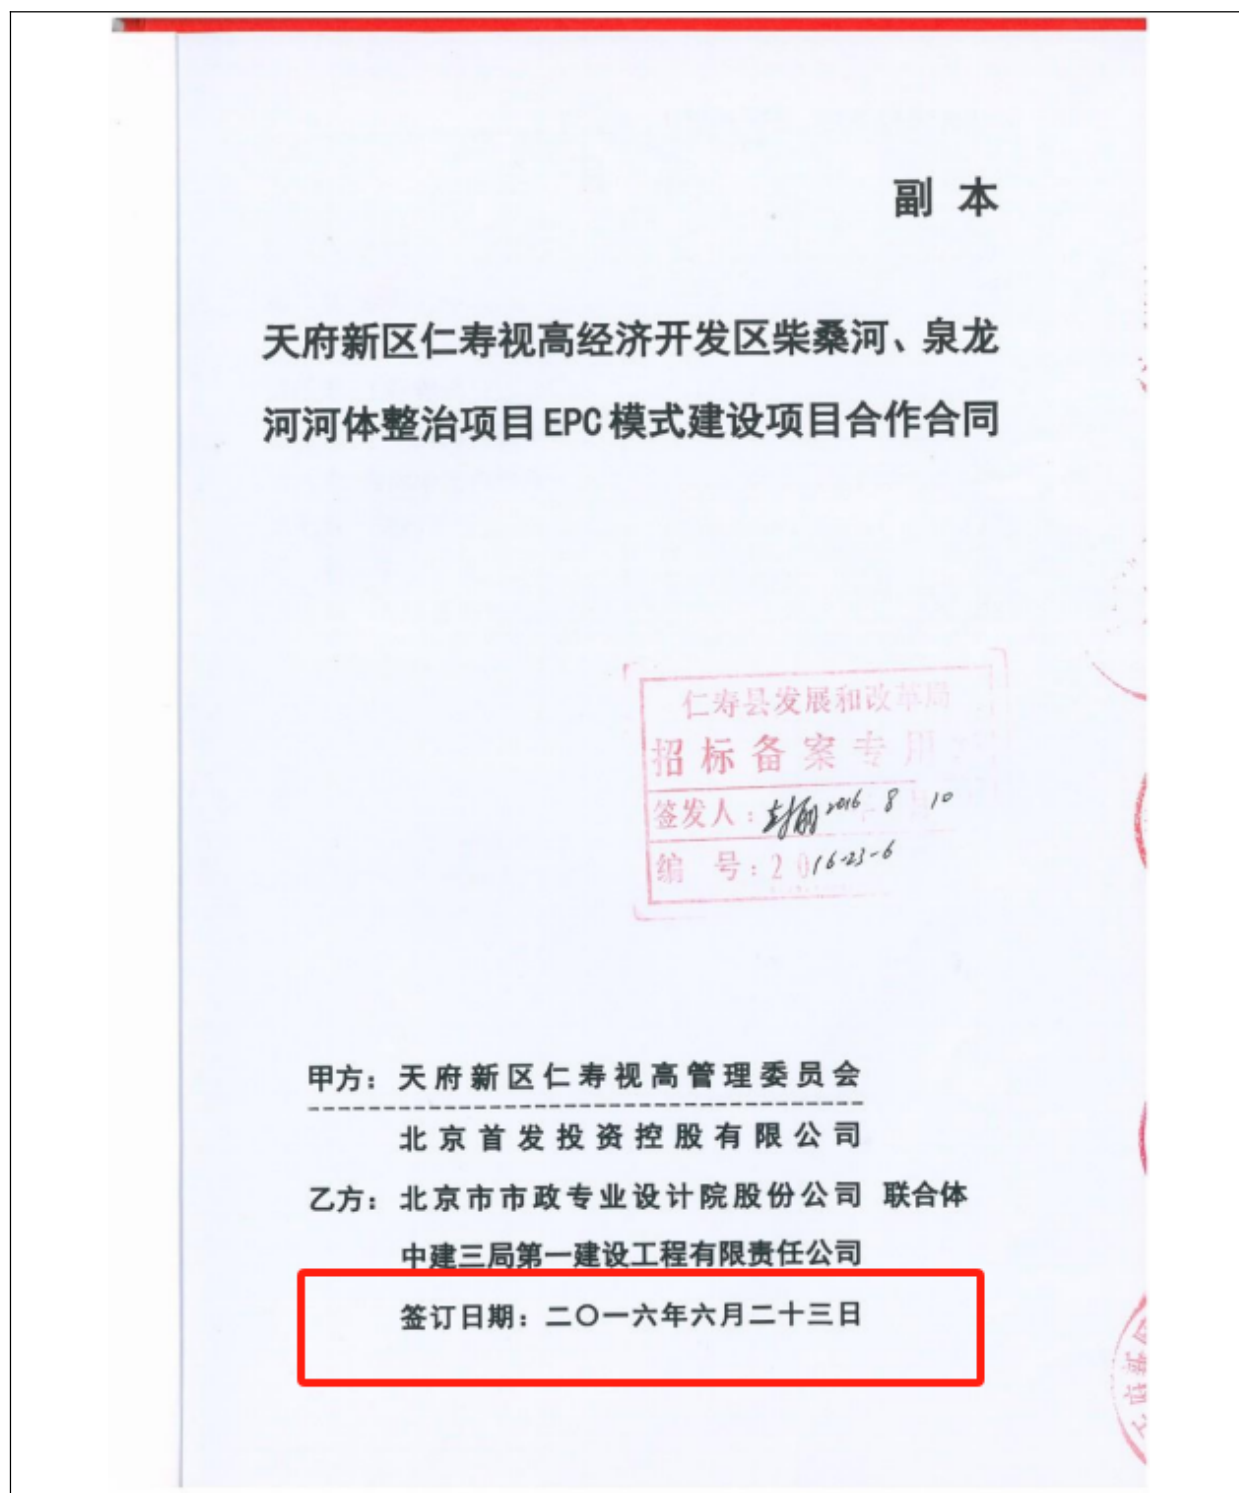 副 本
天府新区仁寿视高经济开发区柴桑河、泉龙
河河体整治项目EPC模式建设项目合作合同
仁寿县发展和改革局
招标备案专用
签发人： 2016 8 10
编 号：2016-23-6
甲方：天府新区仁寿视高管理委员会
北京首发投资控股有限公司
乙方：北京市市政专业设计院股份公司 联合体
中建三局第一建设工程有限责任公司
签订日期：二〇一六年六月二十三日